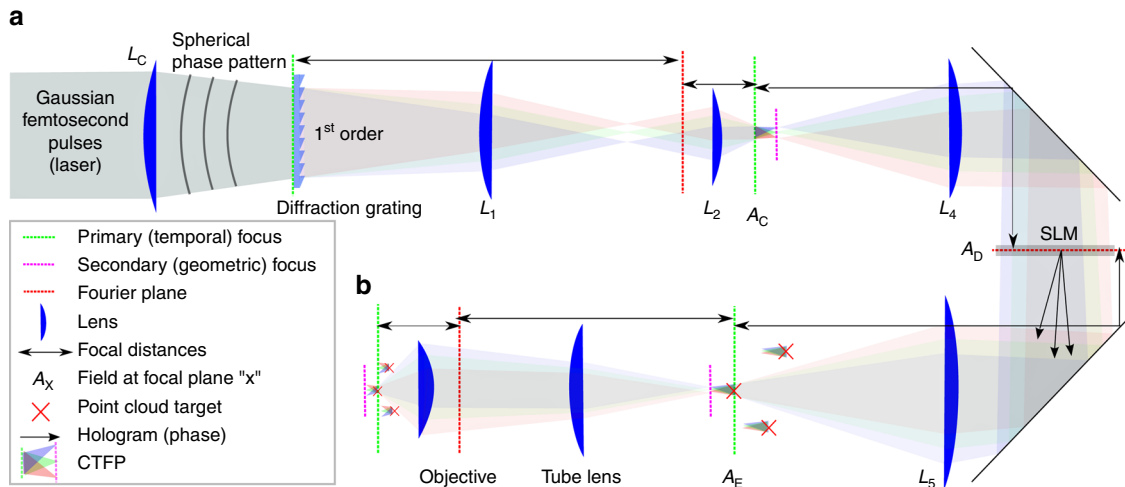 a
L_C
Spherical
phase pattern
Gaussian
femtosecond
pulses
(laser)
1st order
Diffraction grating
L_1
L_2
A_C
L_4
SLM
A_D
Primary (temporal) focus
Secondary (geometric) focus
Fourier plane
Lens
Focal distances
A_X Field at focal plane "x"
Point cloud target
Hologram (phase)
CTFP
b
Objective
Tube lens
A_E
L_5